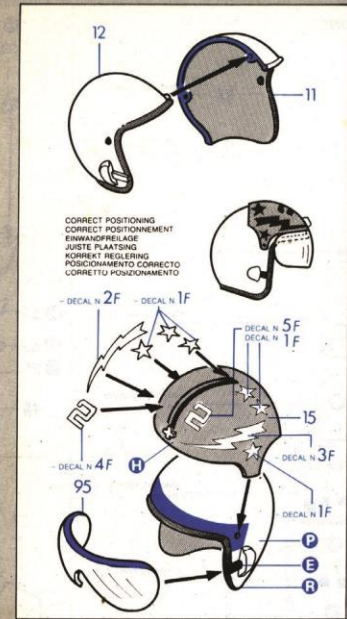 12
11
CORRECT POSITIONING
CORRECT POSITIONNEMENT
EINWANDFREILAGE
JUISTE PLAATSING
KORREKT REGLERING
POSICIONAMENTO CORRECTO
CORRETTO POSIZIONAMENTO
- DECAL N 2F
- DECAL N 1F
DECAL N 5F
DECAL N 1F
15
H
- DECAL N 4F
- DECAL N 3F
- DECAL N 1F
95
P
E
R